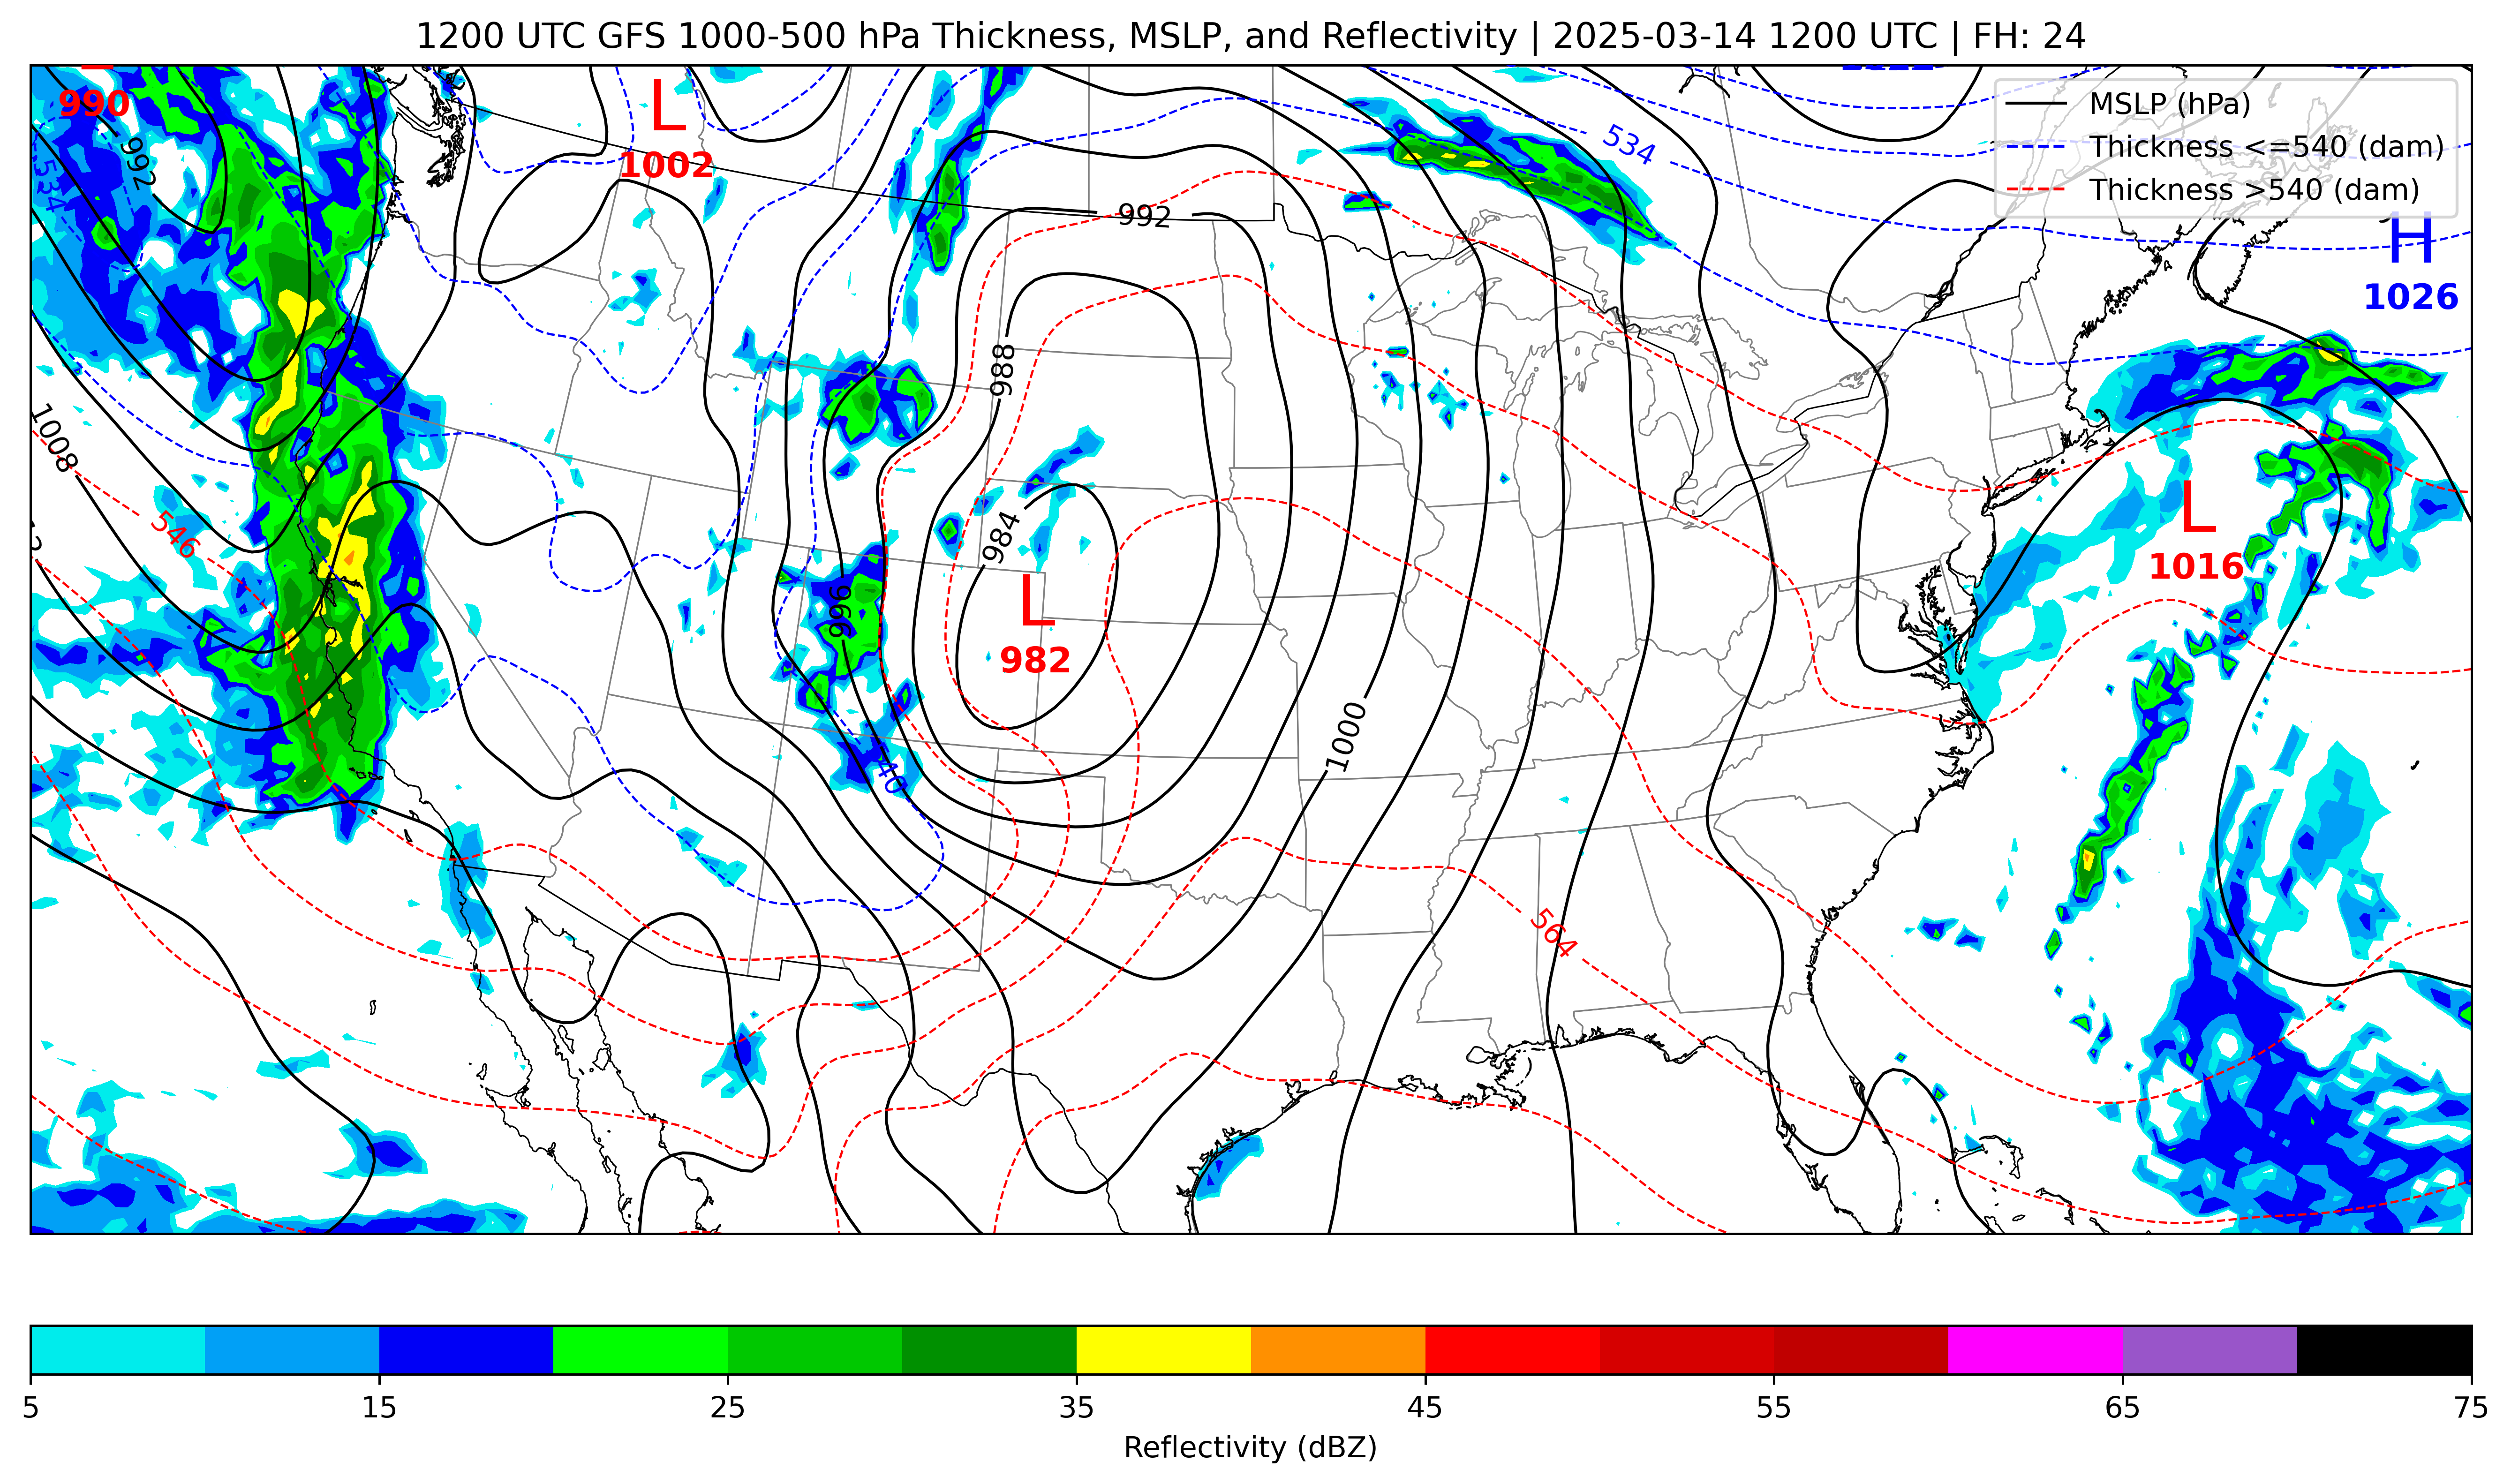 1200 UTC GFS 1000-500 hPa Thickness, MSLP, and Reflectivity | 2025-03-14 1200 UTC | FH: 24
MSLP (hPa)
Thickness <=540 (dam)
Thickness >540 (dam)
990
992
534
L
1002
992
534
H
1026
988
1008
546
984
L
982
996
L
1016
1000
564
5 15 25 35 45 55 65 75
Reflectivity (dBZ)